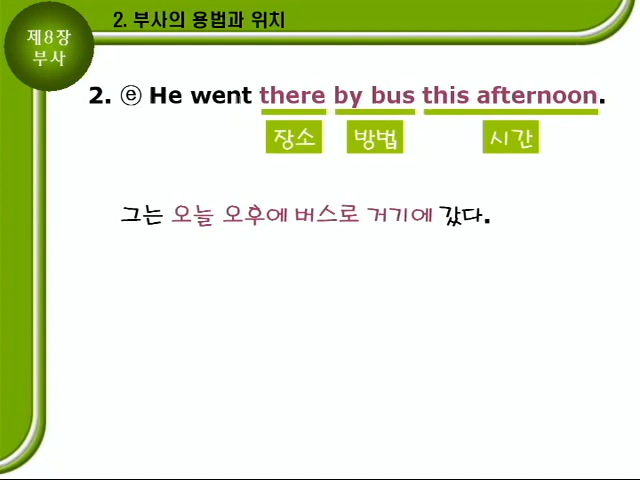 제8장
부사
2. 부사의 용법과 위치
2. ⓔ He went there by bus this afternoon.
장소 방법 시간
그는 오늘 오후에 버스로 거기에 갔다.